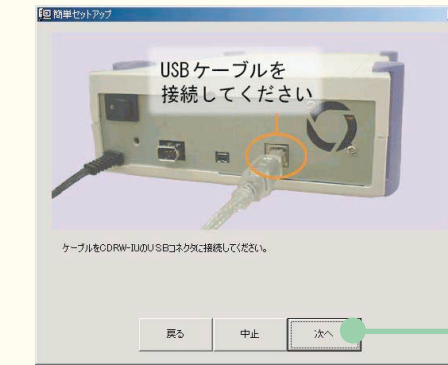 簡単セットアップ
USBケーブルを
接続してください
ケーブルをCDRW-IUのUSBコネクタに接続してください。
戻る
中止
次へ